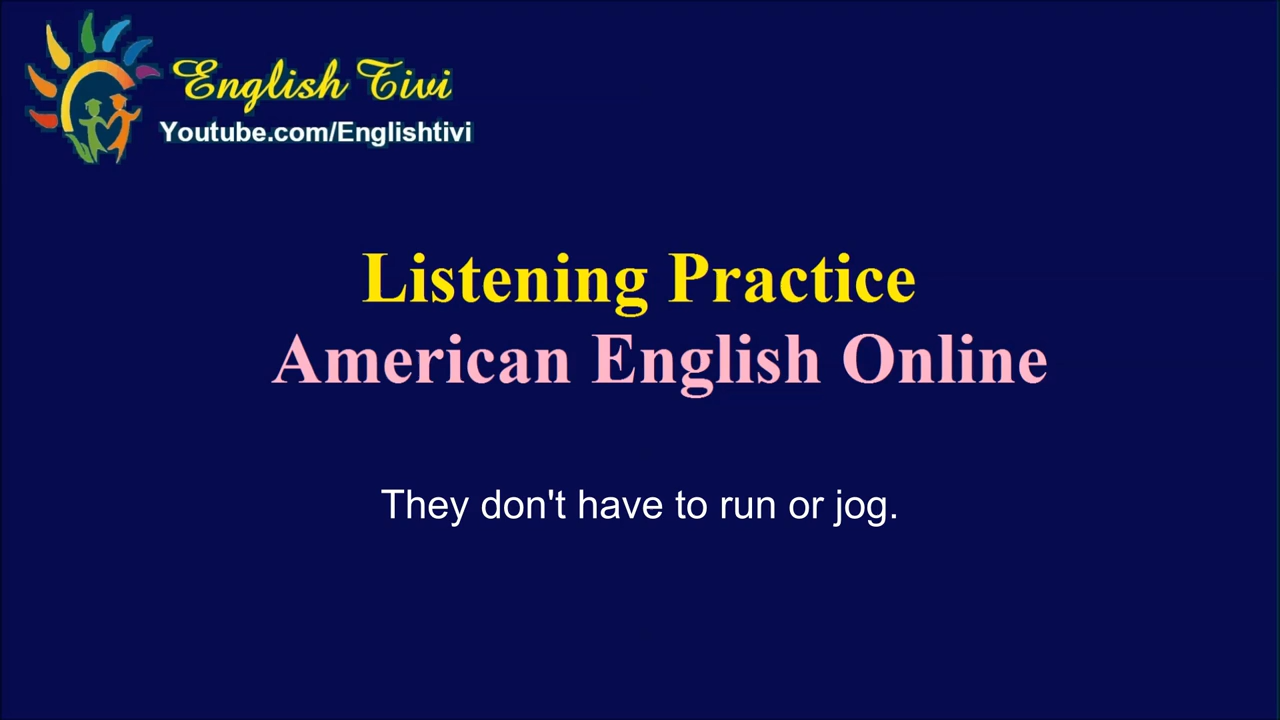 English Tivi
Youtube.com/Englishtivi
Listening Practice
American English Online
They don't have to run or jog.